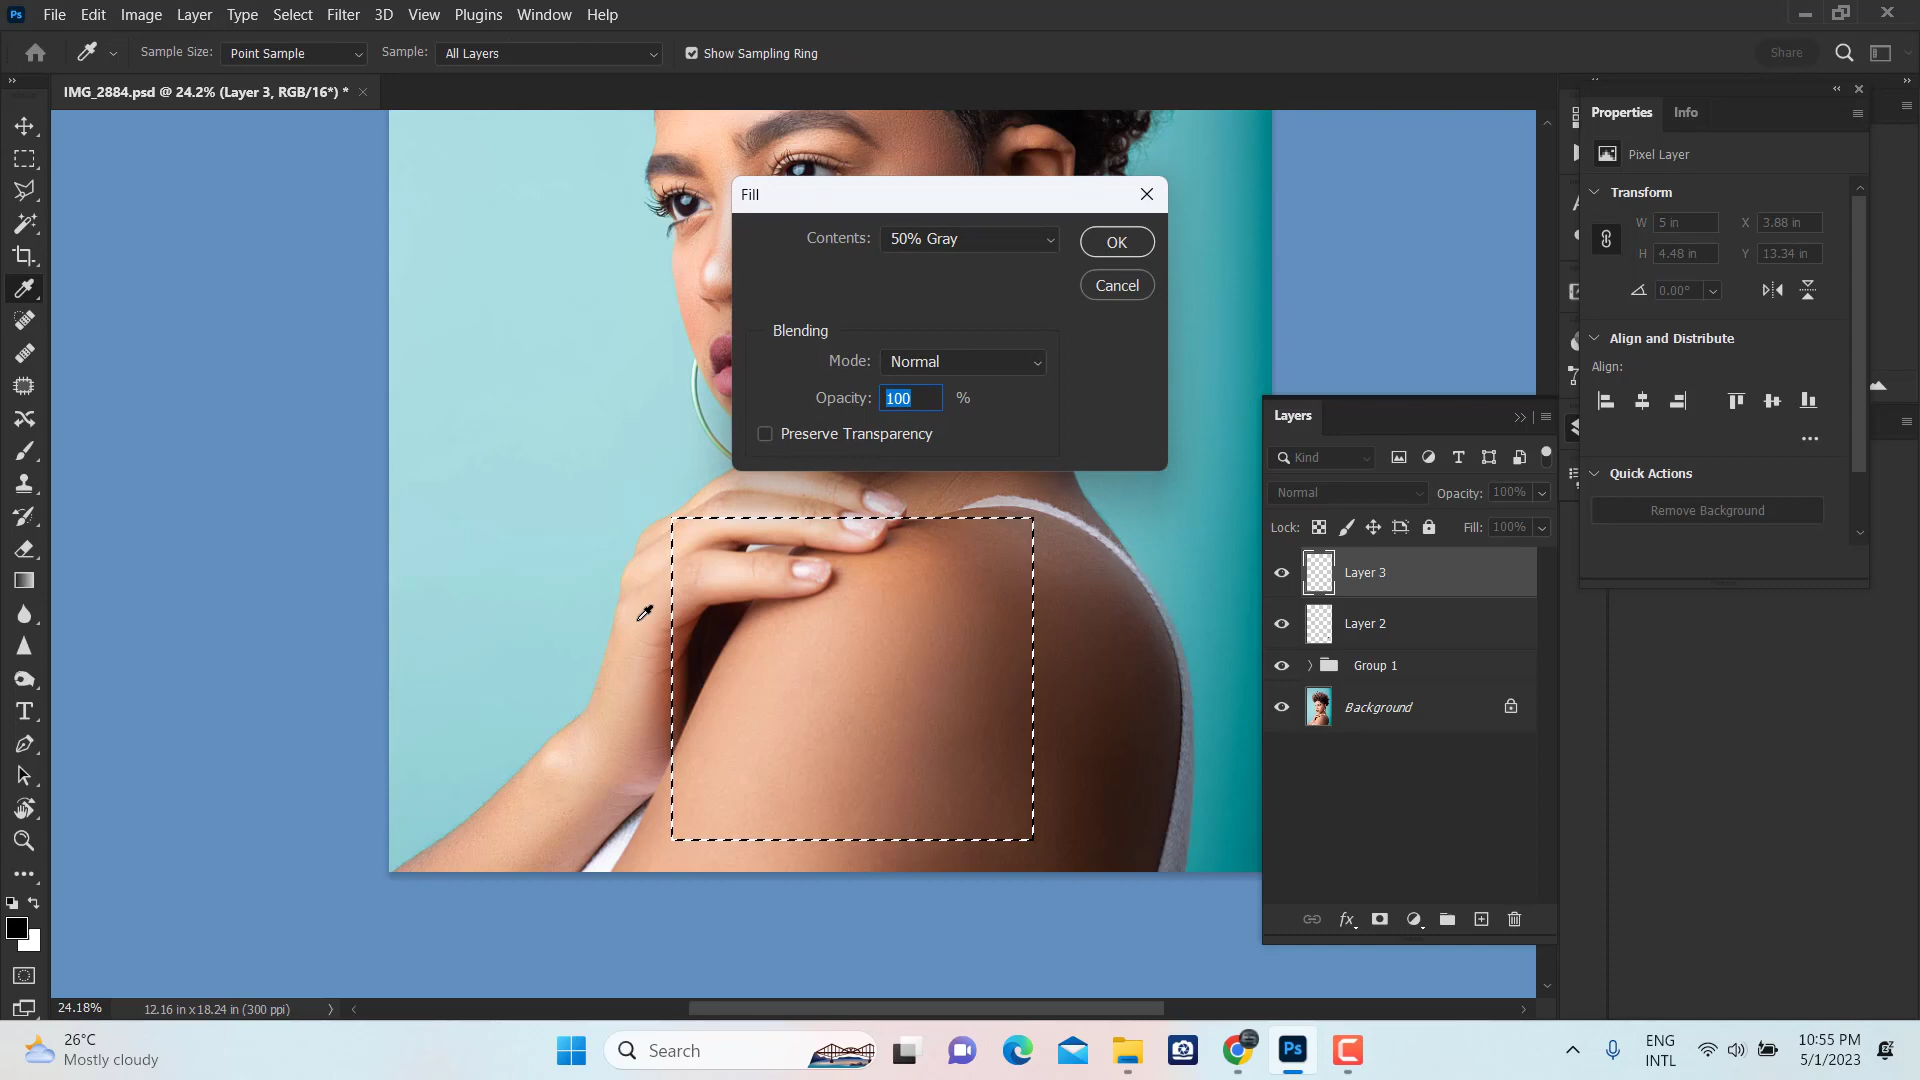 Ps File Edit Image Layer Type Select Filter 3D View Plugins Window Help
Sample Size: Point Sample Sample: All Layers Show Sampling Ring Share
IMG_2884.psd @ 24.2% (Layer 3, RGB/16*) *
Properties Info
Pixel Layer
Transform
W 5 in X 3.88 in
H 4.48 in Y 13.34 in
0.00°
Align and Distribute
Align:
Quick Actions
Remove Background
Fill
Contents: 50% Gray
OK
Cancel
Blending
Mode: Normal
Opacity: 100 %
Preserve Transparency
Layers
Kind
Normal Opacity: 100%
Lock: Fill: 100%
Layer 3
Layer 2
Group 1
Background
fx
24.18% 12.16 in x 18.24 in (300 ppi)
26°C
Mostly cloudy
Search
Ps
ENG
INTL
10:55 PM
5/1/2023